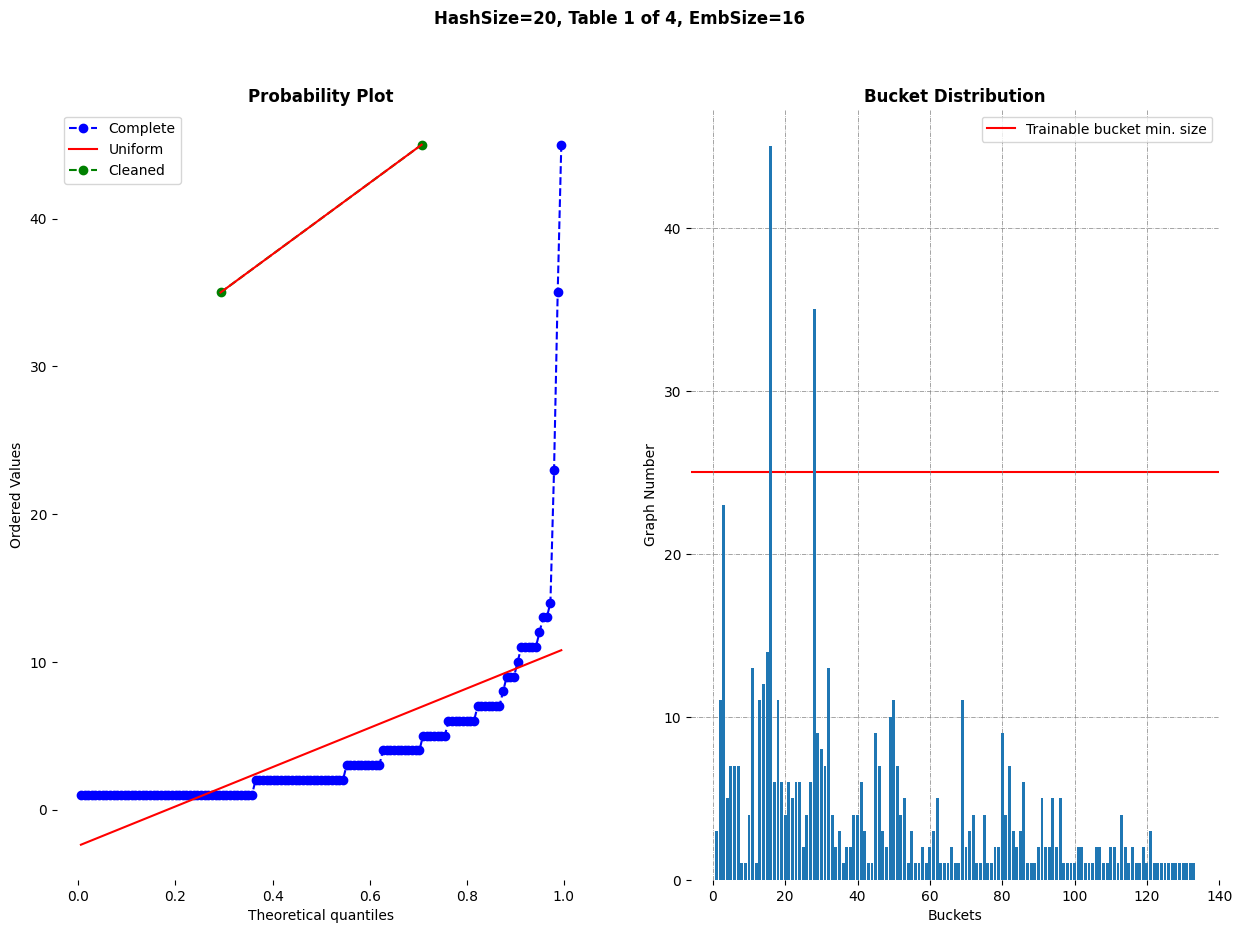 HashSize=20, Table 1 of 4, EmbSize=16
Probability Plot
Complete
Uniform
Cleaned
40
30
20
10
0
Ordered Values
0.0 0.2 0.4 0.6 0.8 1.0
Theoretical quantiles
Bucket Distribution
Trainable bucket min. size
40
30
20
10
0
Graph Number
0 20 40 60 80 100 120 140
Buckets